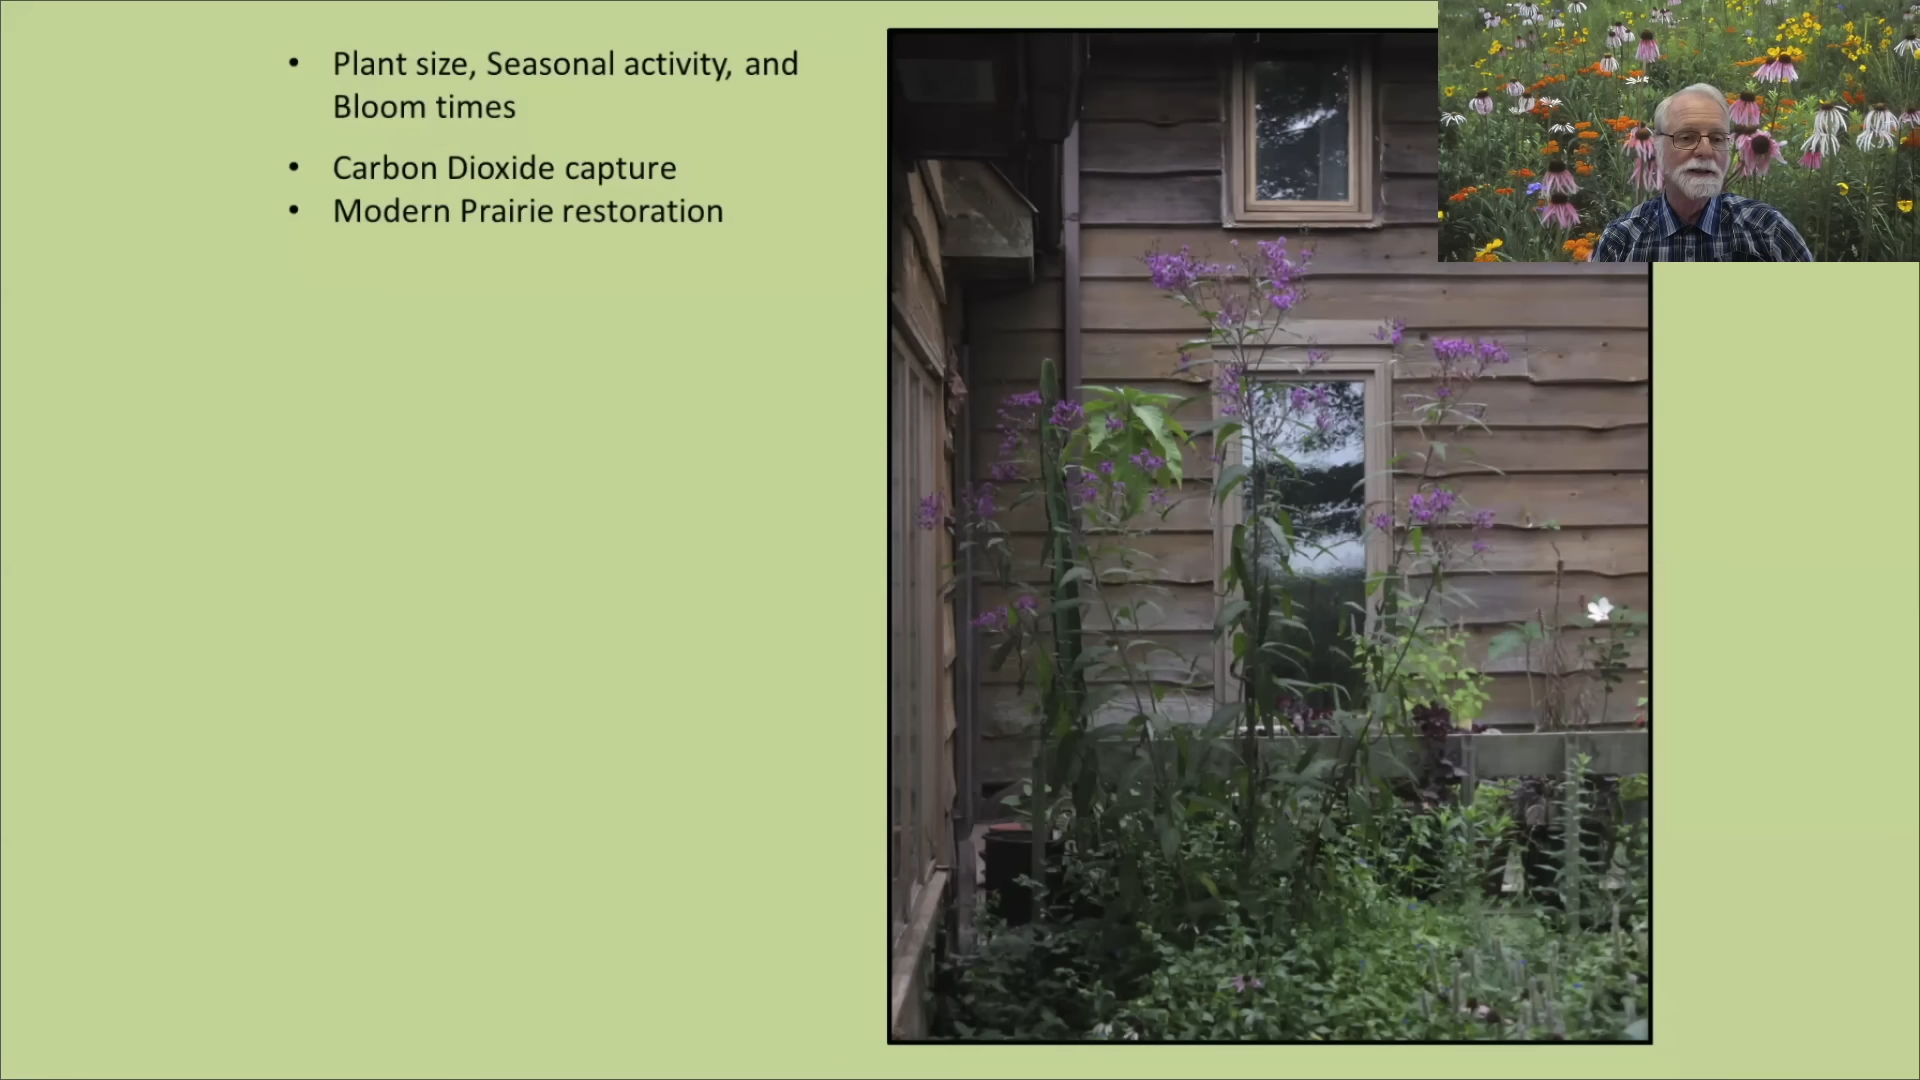 • Plant size, Seasonal activity, and
Bloom times
• Carbon Dioxide capture
• Modern Prairie restoration